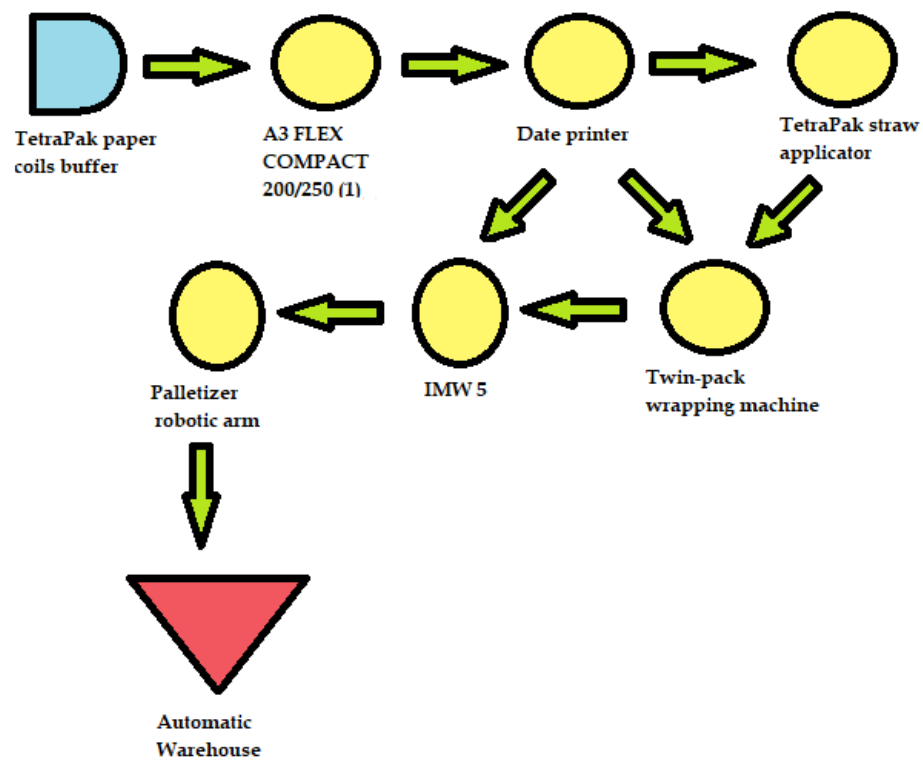 TetraPak paper
coils buffer
A3 FLEX
COMPACT
200/250 (1)
Date printer
TetraPak straw
applicator
Palletizer
robotic arm
IMW 5
Twin-pack
wrapping machine
Automatic
Warehouse